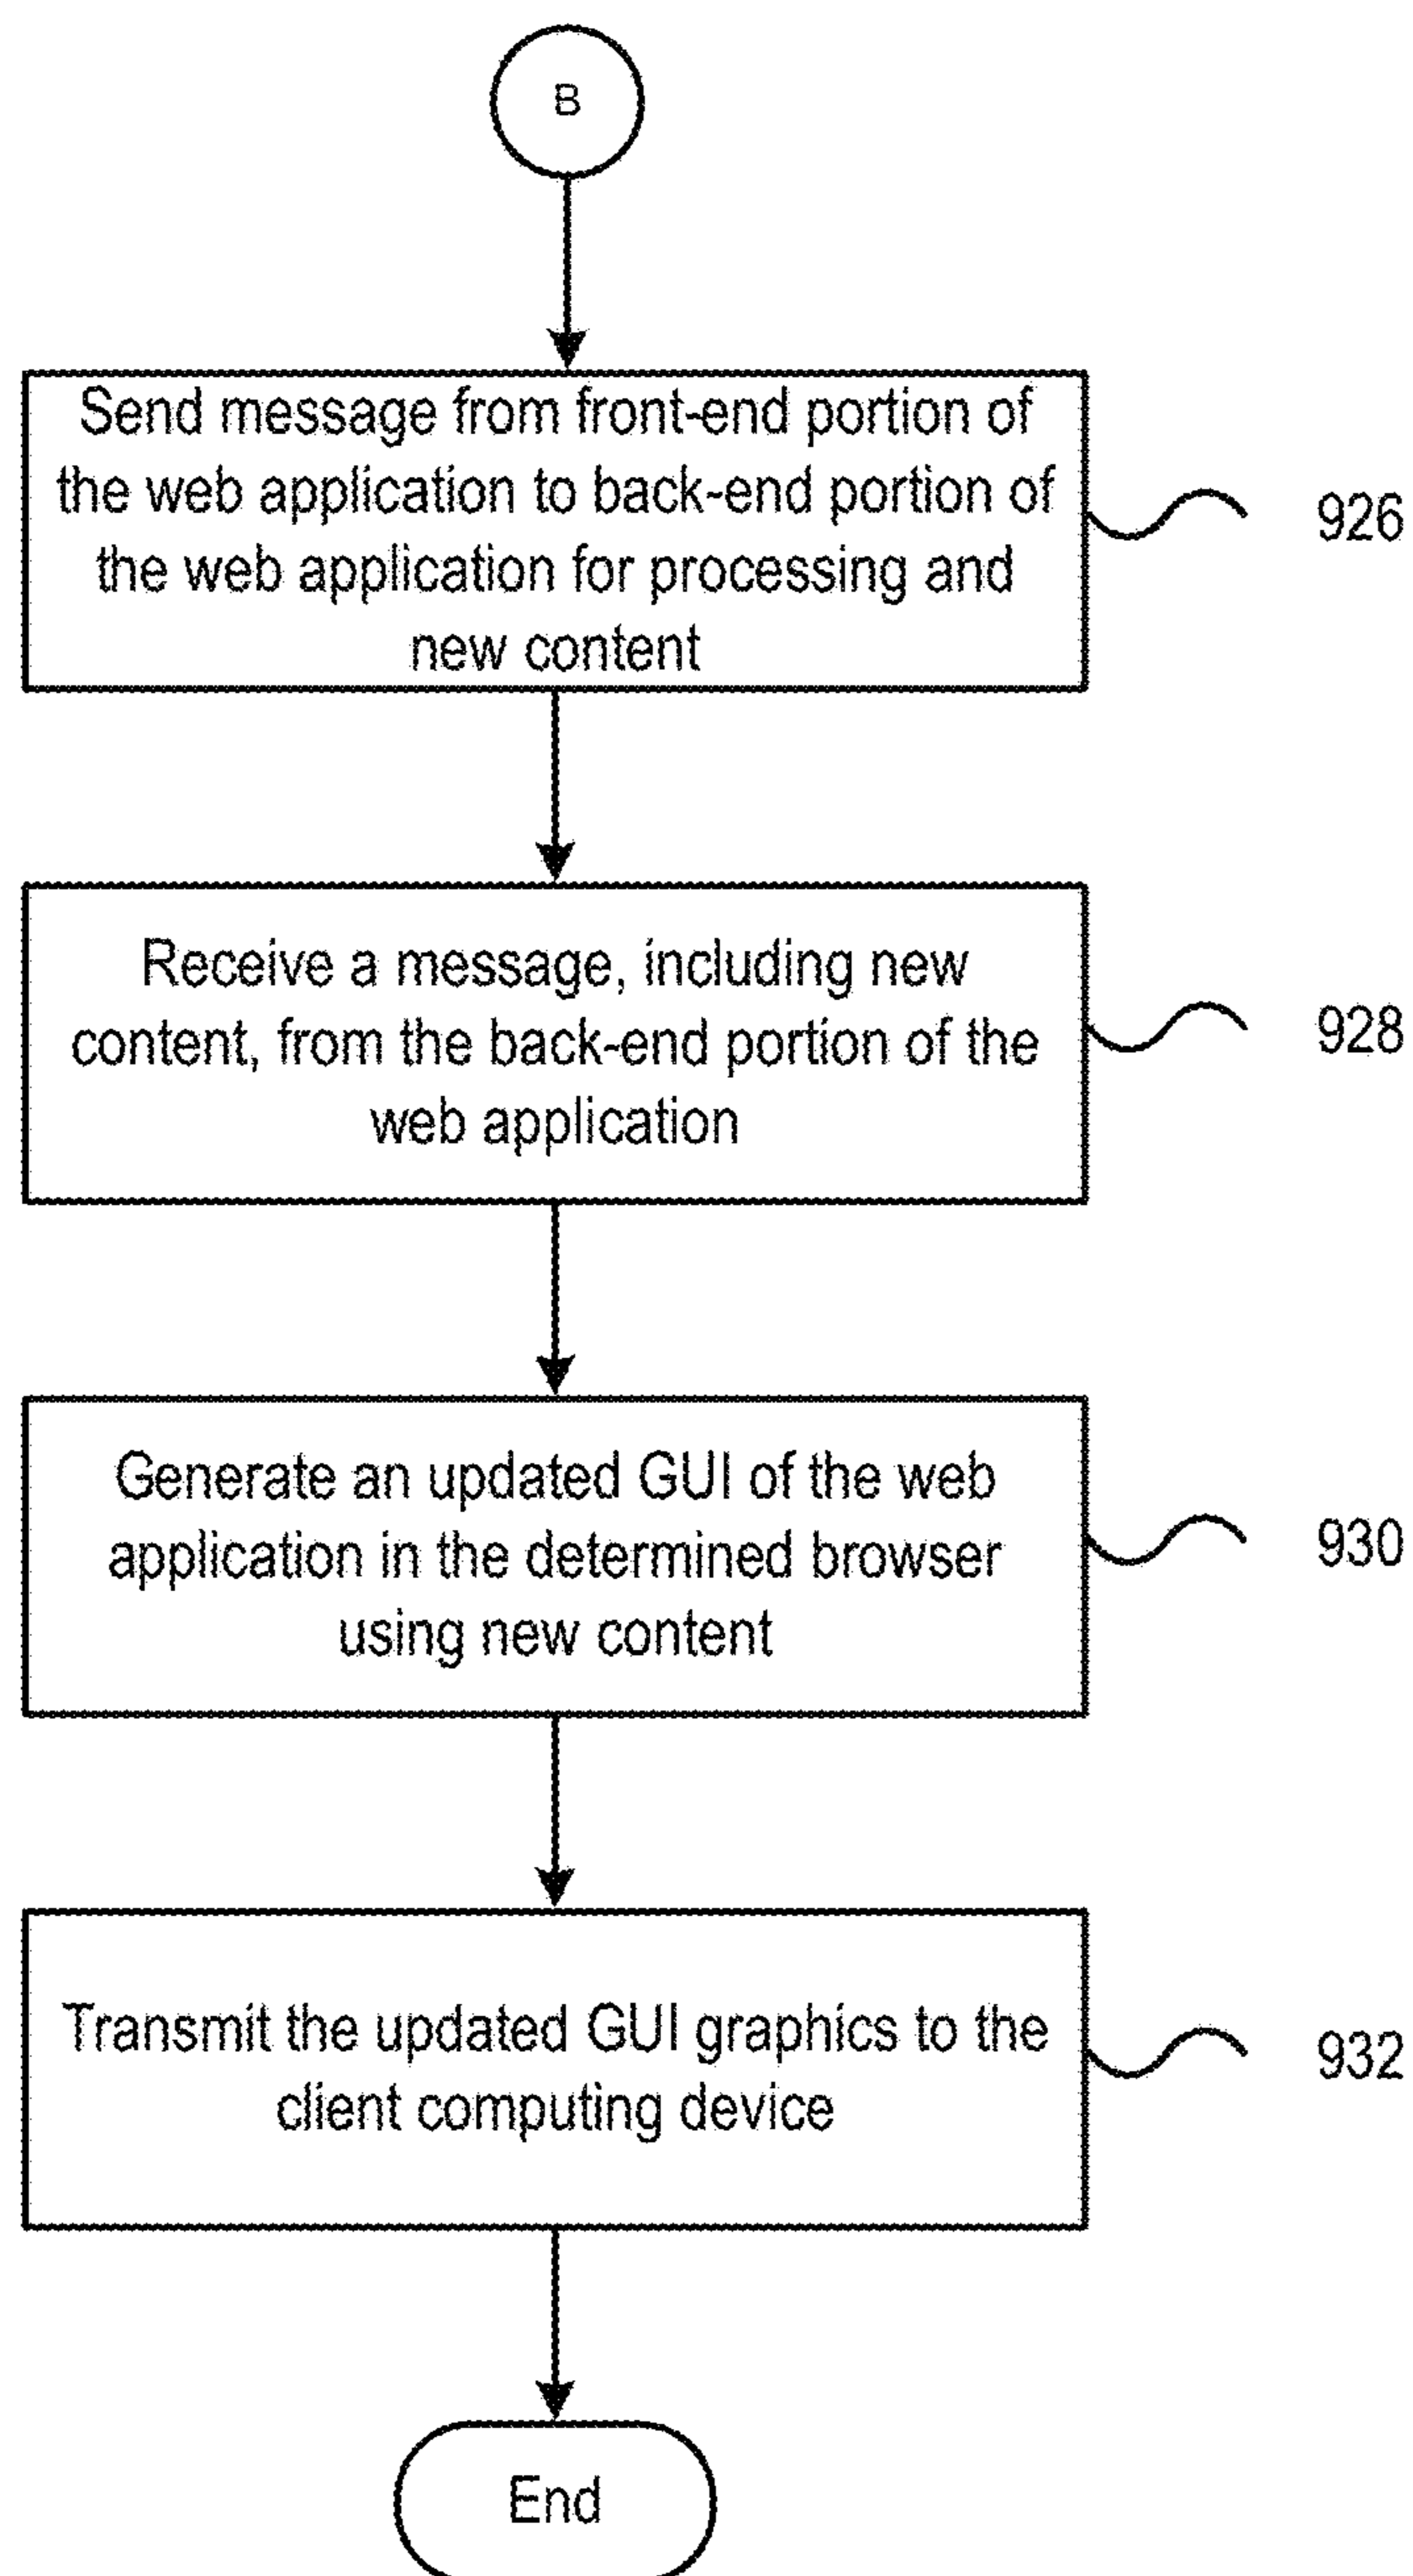 B
Send message from front-end portion of
the web application to back-end portion of
the web application for processing and
new content
926
Receive a message, including new
content, from the back-end portion of the
web application
928
Generate an updated GUI of the web
application in the determined browser
using new content
930
Transmit the updated GUI graphics to the
client computing device
932
End